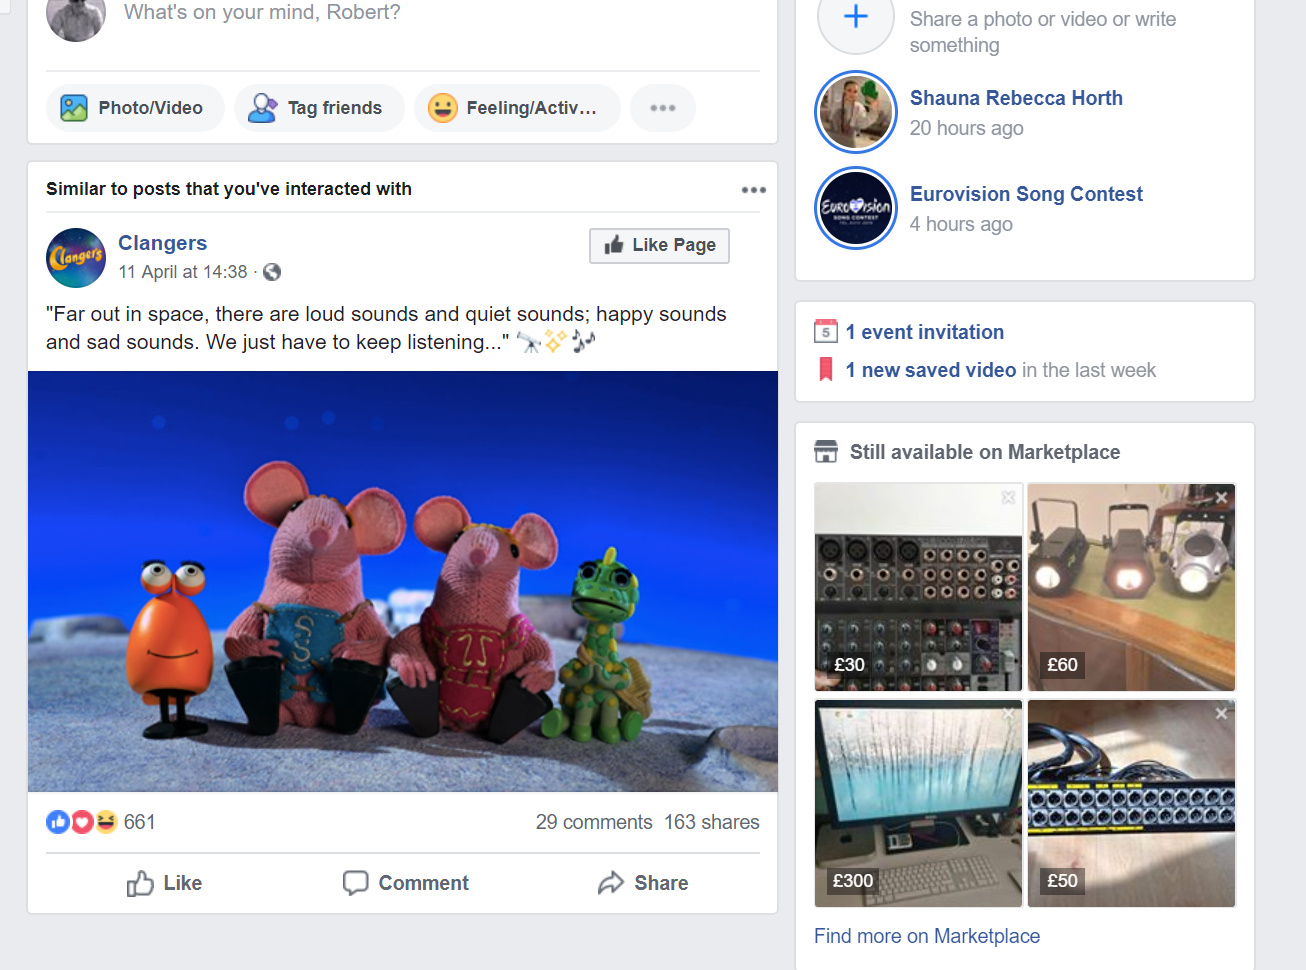 What's on your mind, Robert?
Photo/Video
Tag friends
Feeling/Activ...
Similar to posts that you've interacted with
Clangers
Clangers
11 April at 14:38 ·
Like Page
"Far out in space, there are loud sounds and quiet sounds; happy sounds
and sad sounds. We just have to keep listening..." 🔭✨🎶
S
661
29 comments 163 shares
Like
Comment
Share
Share a photo or video or write
something
Shauna Rebecca Horth
20 hours ago
EUROVISION
SONG CONTEST
Eurovision Song Contest
4 hours ago
5
1 event invitation
1 new saved video in the last week
Still available on Marketplace
£30
£60
£300
£50
Find more on Marketplace